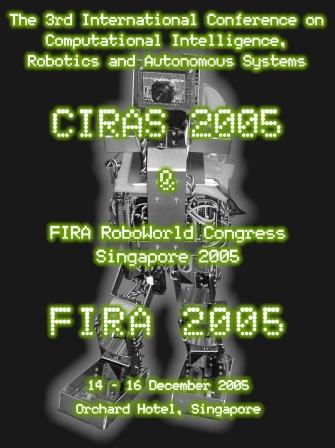 The 3rd International Conference on
Computational Intelligence,
Robotics and Autonomous Systems
CIRAS 2005
&
FIRA RoboWorld Congress
Singapore 2005
FIRA 2005
14 - 16 December 2005
Orchard Hotel, Singapore